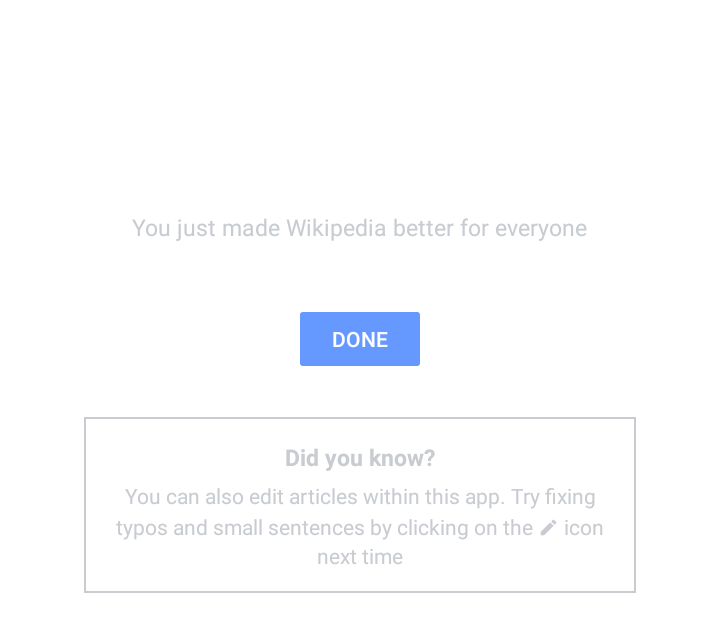 You just made Wikipedia better for everyone
DONE
Did you know?
You can also edit articles within this app. Try fixing
typos and small sentences by clicking on the icon
next time